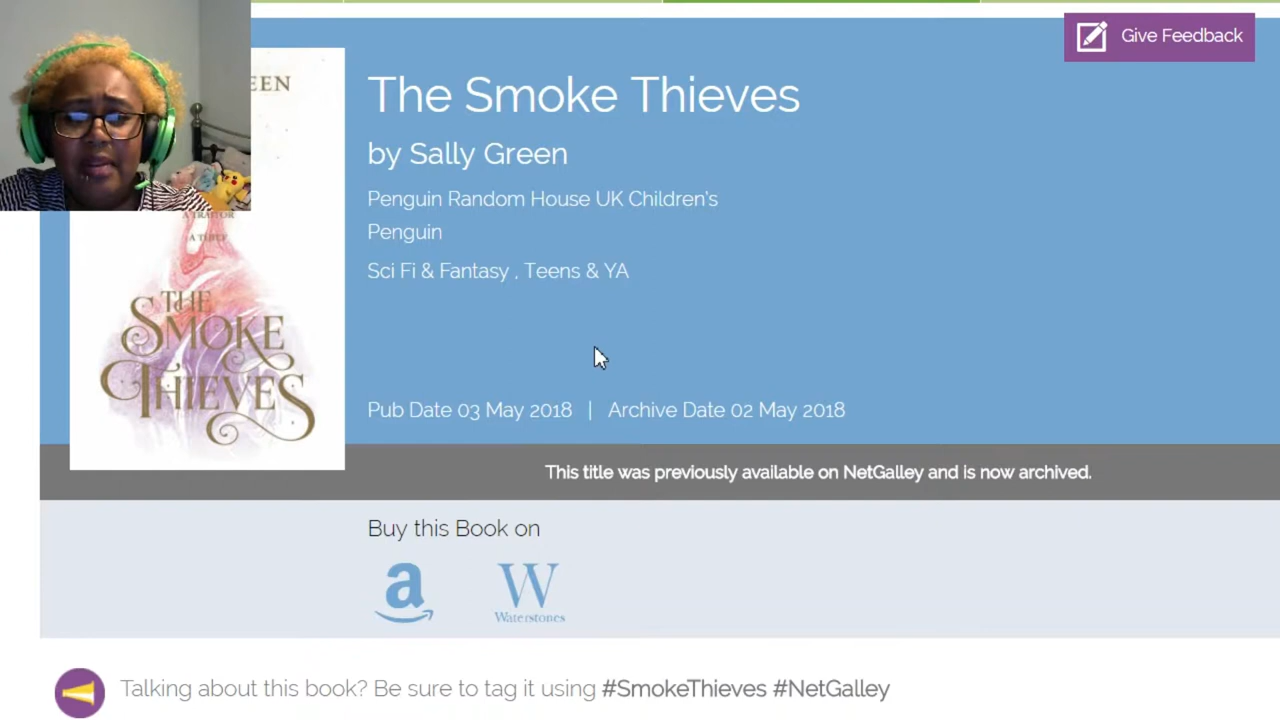 Give Feedback
EEN
The Smoke Thieves
by Sally Green
Penguin Random House UK Children's
Penguin
Sci Fi & Fantasy , Teens & YA
A TRAITOR
A THIEF
THE
SMOKE
THIEVES
Pub Date 03 May 2018 | Archive Date 02 May 2018
This title was previously available on NetGalley and is now archived.
Buy this Book on
a
W
Waterstones
Talking about this book? Be sure to tag it using #SmokeThieves #NetGalley